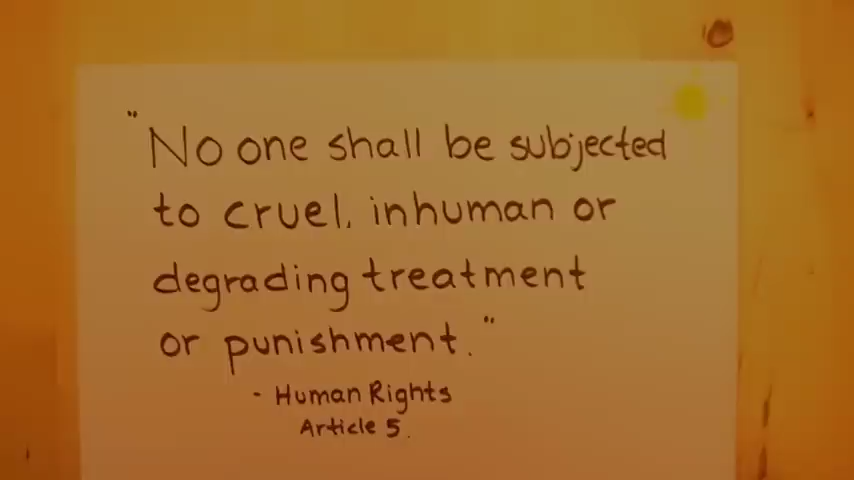 "No one shall be subjected
to cruel, inhuman or
degrading treatment
or punishment."
- Human Rights
Article 5.